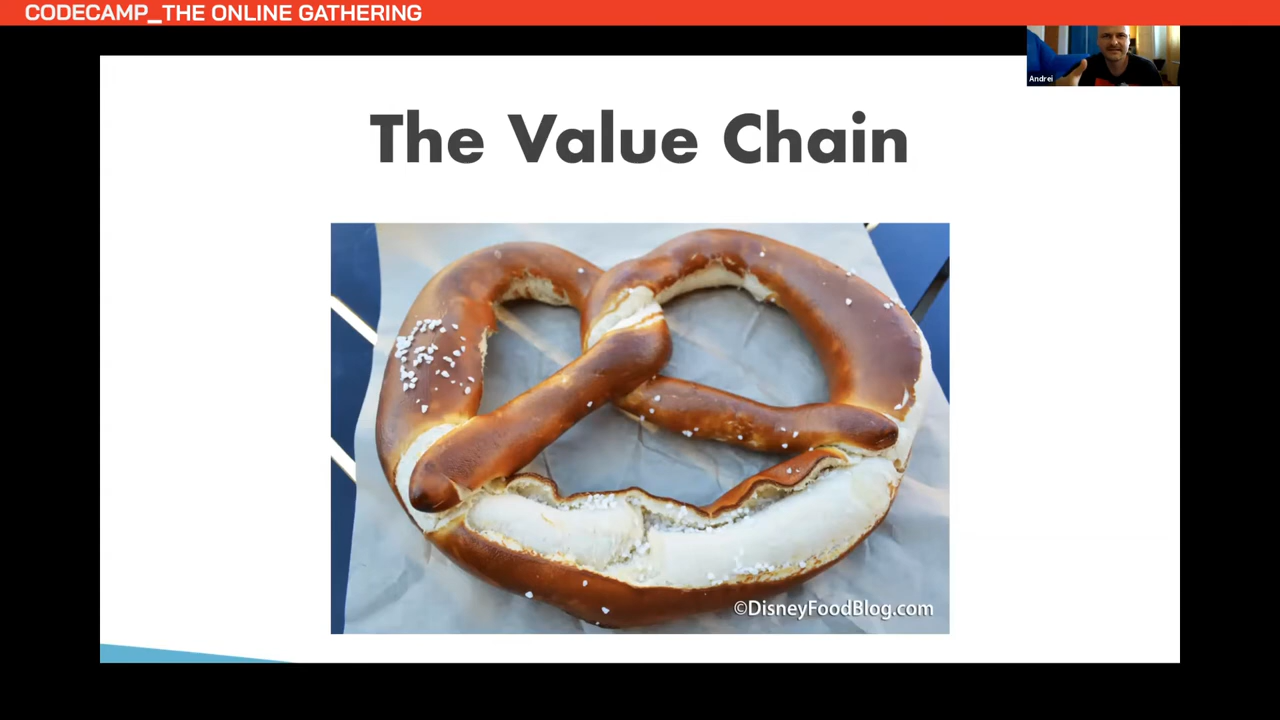 CODECAMP_THE ONLINE GATHERING
Andrei
The Value Chain
©DisneyFoodBlog.com